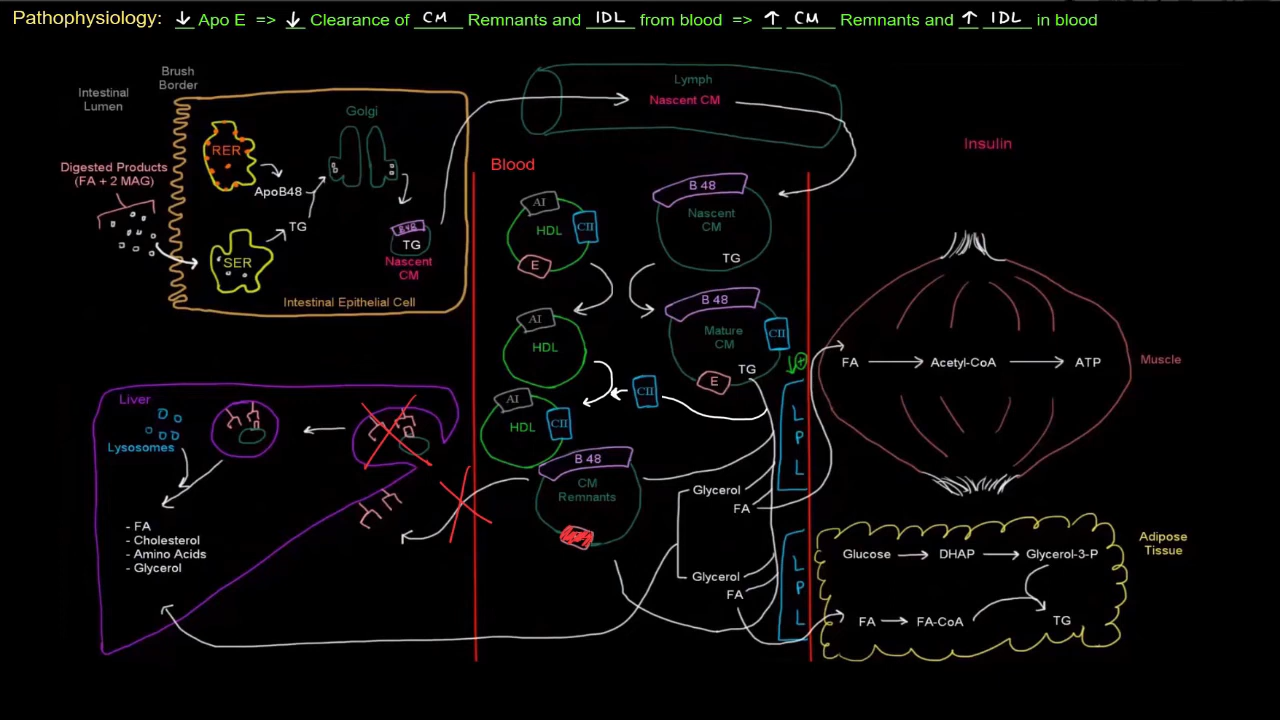 Pathophysiology: ↓ Apo E => ↓ Clearance of CM Remnants and IDL from blood => ↑ CM Remnants and ↑ IDL in blood
Intestinal
Lumen
Brush
Border
Digested Products
(FA + 2 MAG)
RER
ApoB48
SER
TG
Golgi
B48
TG
Nascent
CM
Intestinal Epithelial Cell
Lymph
Nascent CM
Blood
AI
HDL
CII
E
B 48
Nascent
CM
TG
AI
HDL
B 48
Mature
CM
CII
TG
E
+
CII
AI
HDL
CII
B 48
CM
Remnants
Glycerol
FA
Glycerol
FA
L
P
L
L
P
L
Liver
Lysosomes
- FA
- Cholesterol
- Amino Acids
- Glycerol
Insulin
FA
Acetyl-CoA
ATP
Muscle
Adipose
Tissue
Glucose
DHAP
Glycerol-3-P
FA
FA-CoA
TG